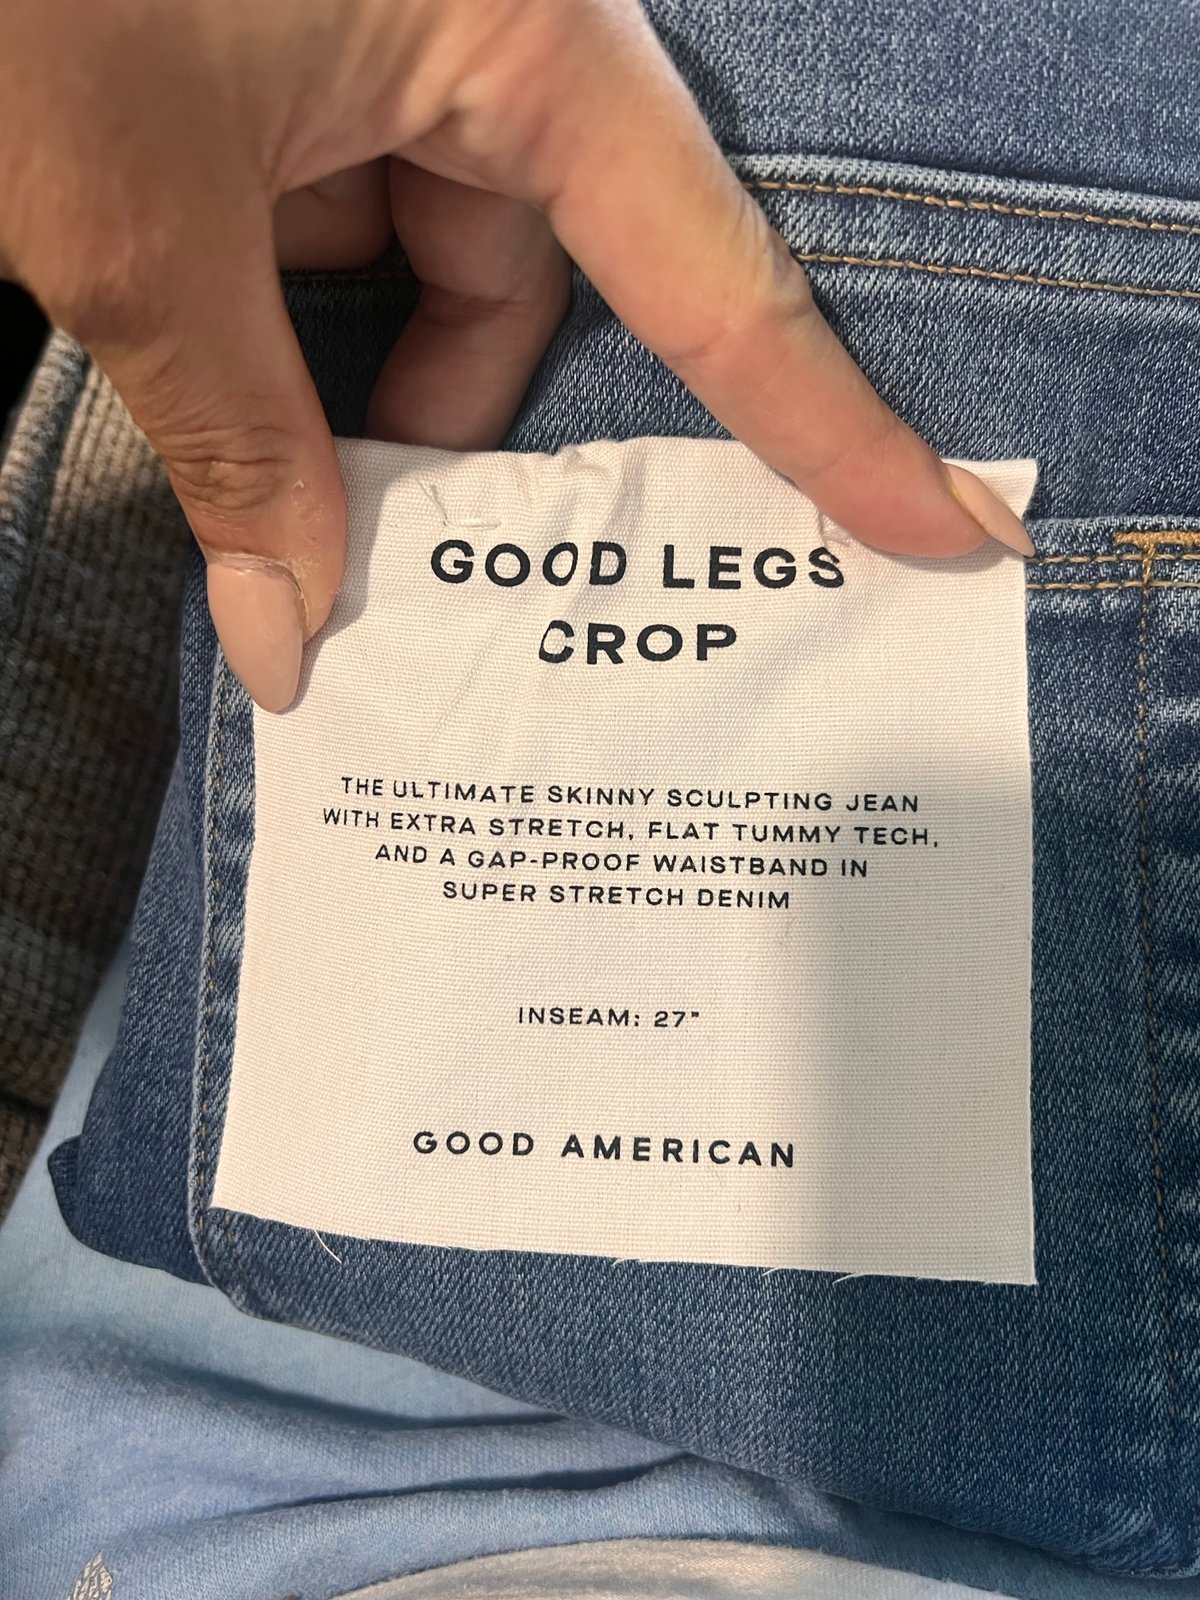 GOOD LEGS
CROP
THE ULTIMATE SKINNY SCULPTING JEAN
WITH EXTRA STRETCH, FLAT TUMMY TECH,
AND A GAP-PROOF WAISTBAND IN
SUPER STRETCH DENIM
INSEAM: 27"
GOOD AMERICAN